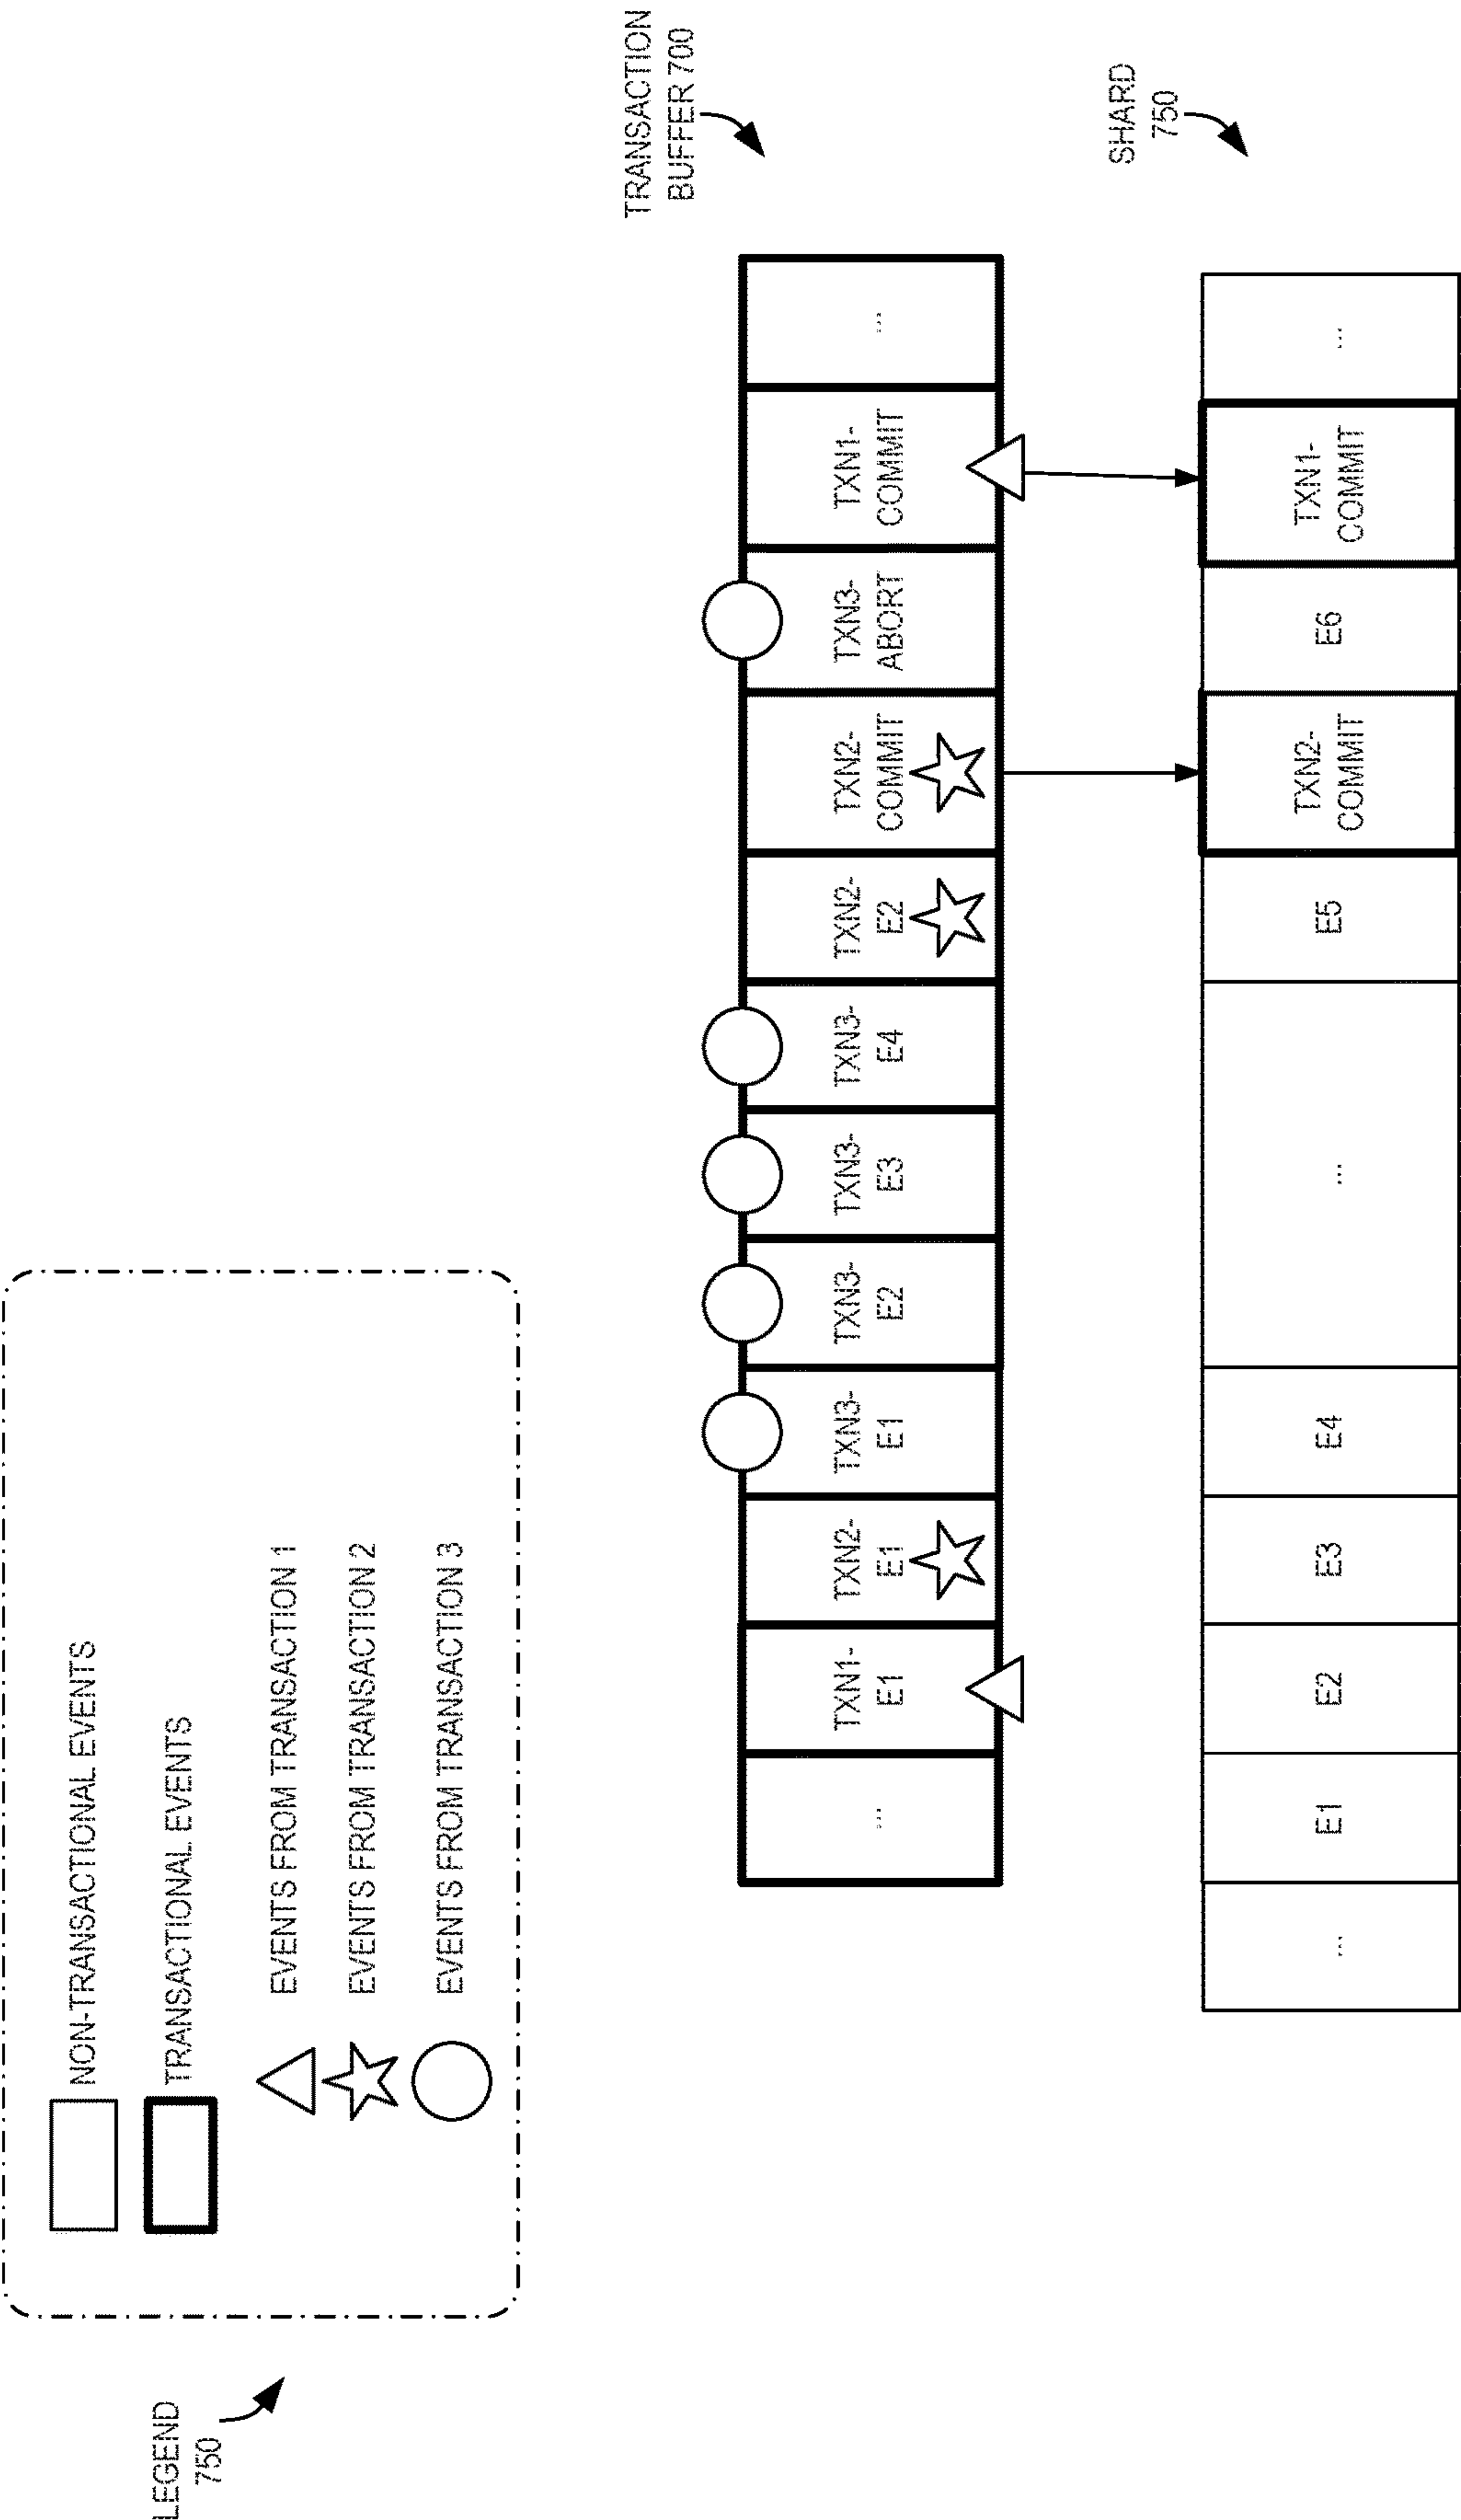 LEGEND
750
NON-TRANSACTIONAL EVENTS
TRANSACTIONAL EVENTS
EVENTS FROM TRANSACTION 1
EVENTS FROM TRANSACTION 2
EVENTS FROM TRANSACTION 3
TRANSACTION
BUFFER 700
...
TXN1-
E1
TXN2-
E1
TXN3-
E1
TXN3-
E2
TXN3-
E3
TXN3-
E4
TXN2-
E2
TXN2-
COMMIT
TXN3-
ABORT
TXN1-
COMMIT
...
SHARD
750
...
E1
E2
E3
E4
...
E5
TXN2-
COMMIT
E6
TXN1-
COMMIT
...